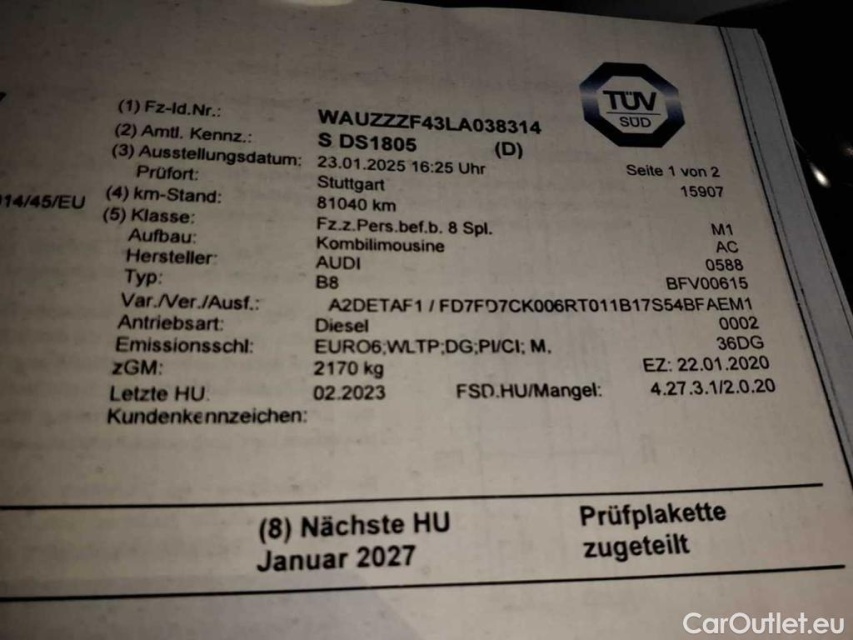 TÜV
SÜD
(1) Fz-Id.Nr.: WAUZZZF43LA038314
(2) Amtl. Kennz.: S DS1805 (D)
(3) Ausstellungsdatum: 23.01.2025 16:25 Uhr Seite 1 von 2
Prüfort: Stuttgart 15907
014/45/EU (4) km-Stand: 81040 km
(5) Klasse: Fz.z.Pers.bef.b. 8 Spl. M1
Aufbau: Kombilimousine AC
Hersteller: AUDI 0588
Typ: B8 BFV00615
Var./Ver./Ausf.: A2DETAF1 / FD7FD7CK006RT011B17S54BFAEM1
Antriebsart: Diesel 0002
Emissionsschl: EURO6;WLTP;DG;PI/CI; M, 36DG
zGM: 2170 kg EZ: 22.01.2020
Letzte HU 02.2023 FSD.HU/Mangel: 4.27.3.1/2.0.20
Kundenkennzeichen:
(8) Nächste HU Prüfplakette
Januar 2027 zugeteilt
CarOutlet.eu